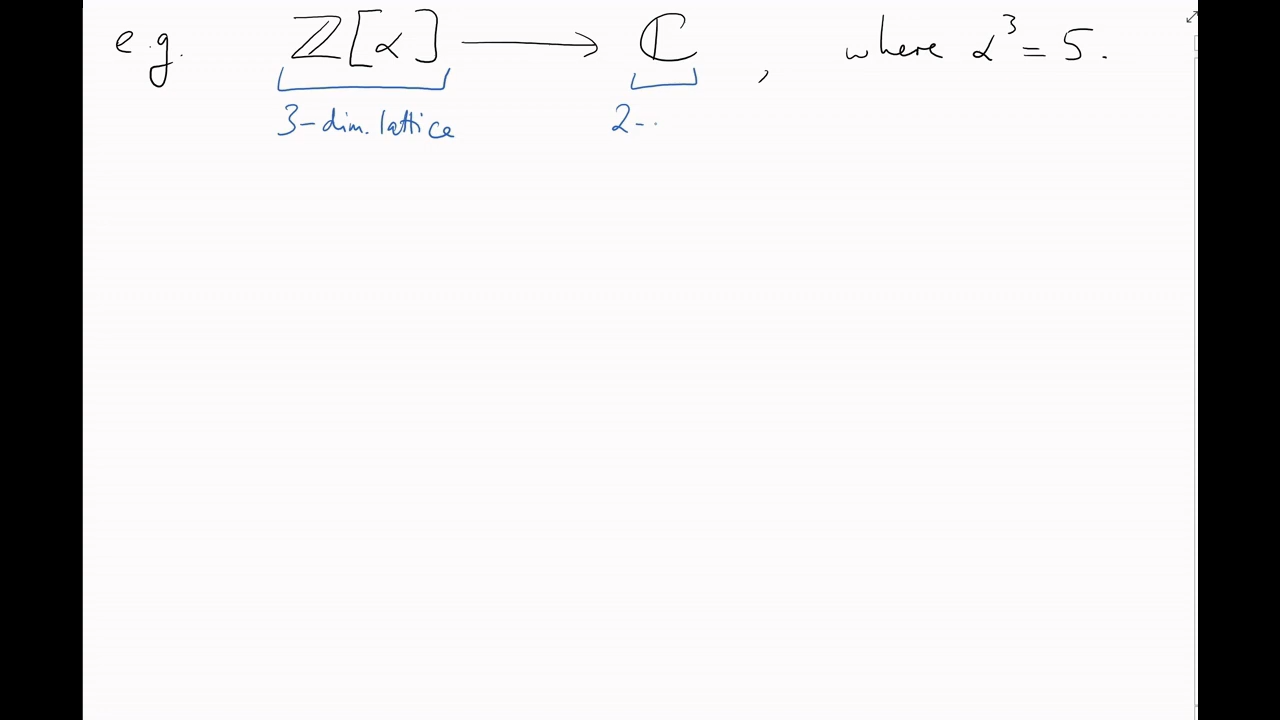 e.g. ℤ[α] ⟶ ℂ, where α³ = 5.
3-dim. lattice 2-